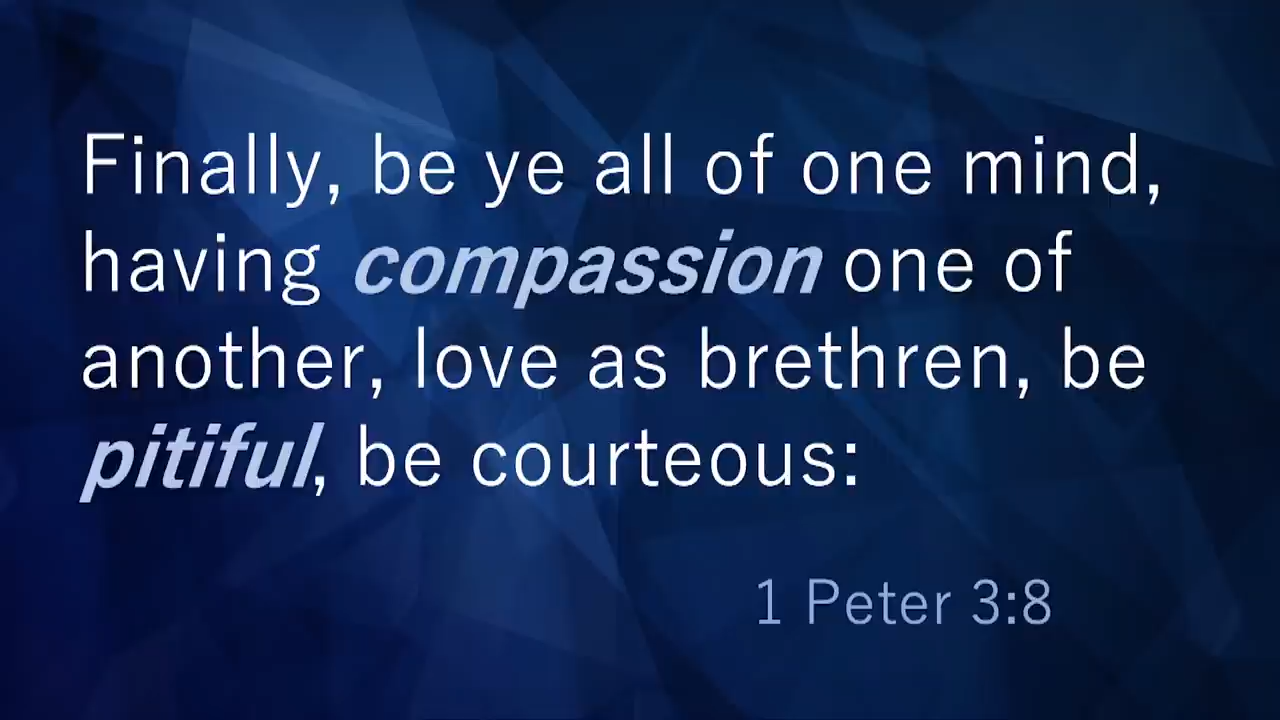 Finally, be ye all of one mind,
having compassion one of
another, love as brethren, be
pitiful, be courteous:
1 Peter 3:8